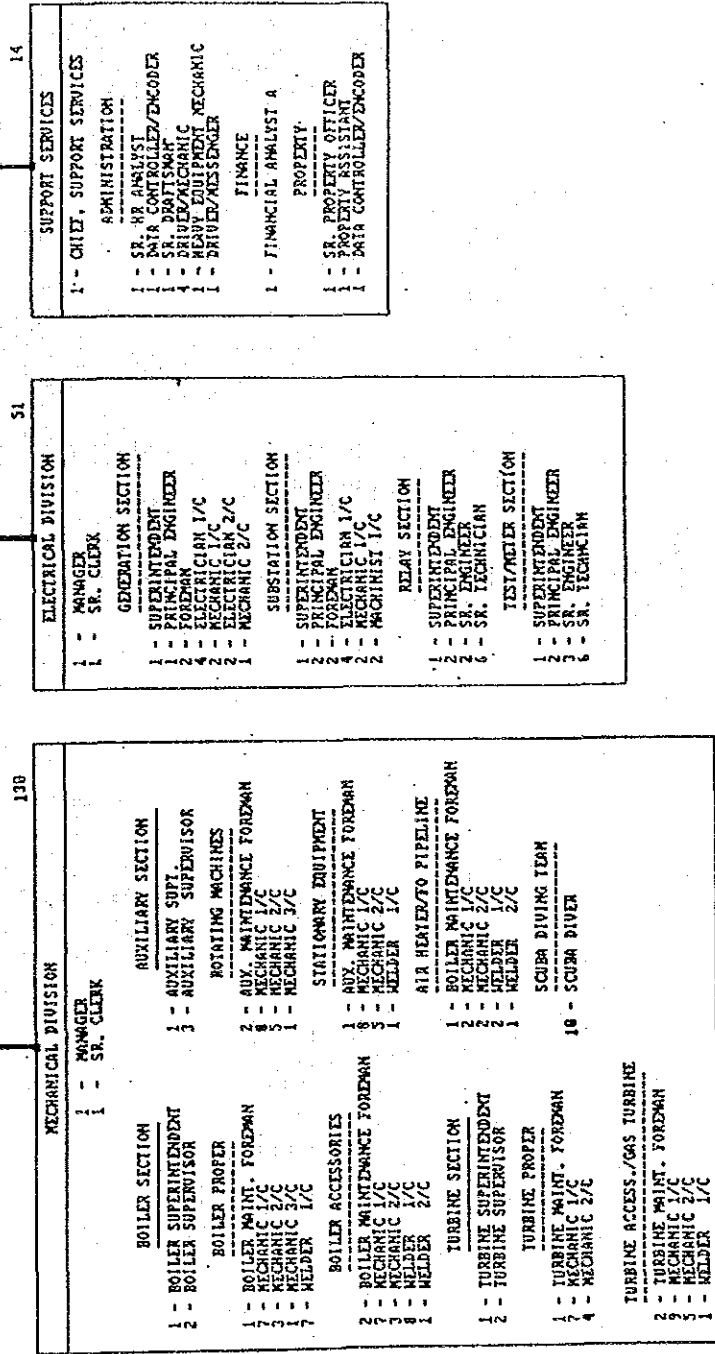 130
MECHANICAL DIVISION
1 - MANAGER
1 - SR. CLERK
BOILER SECTION
1 - BOILER SUPERINTENDENT
2 - BOILER SUPERVISOR
BOILER PROPER
1 - BOILER MAINT. FOREMAN
7 - MECHANIC 1/C
3 - MECHANIC 2/C
1 - MECHANIC 3/C
7 - WELDER 1/C
BOILER ACCESSORIES
2 - BOILER MAINTENANCE FOREMAN
7 - MECHANIC 1/C
3 - MECHANIC 2/C
8 - WELDER 1/C
1 - WELDER 2/C
TURBINE SECTION
1 - TURBINE SUPERINTENDENT
2 - TURBINE SUPERVISOR
TURBINE PROPER
1 - TURBINE MAINT. FOREMAN
7 - MECHANIC 1/C
4 - MECHANIC 2/C
TURBINE ACCESS./GAS TURBINE
2 - TURBINE MAINT. FOREMAN
9 - MECHANIC 1/C
5 - MECHANIC 2/C
1 - WELDER 1/C
AUXILIARY SECTION
1 - AUXILIARY SUPT.
3 - AUXILIARY SUPERVISOR
ROTATING MACHINES
2 - AUX. MAINTENANCE FOREMAN
8 - MECHANIC 1/C
5 - MECHANIC 2/C
1 - MECHANIC 3/C
STATIONARY EQUIPMENT
1 - AUX. MAINTENANCE FOREMAN
8 - MECHANIC 1/C
5 - MECHANIC 2/C
1 - WELDER 1/C
AIR HEATER/FO PIPELINE
1 - BOILER MAINTENANCE FOREMAN
2 - MECHANIC 1/C
2 - MECHANIC 2/C
2 - WELDER 1/C
1 - WELDER 2/C
SCUBA DIVING TEAM
10 - SCUBA DIVER
51
ELECTRICAL DIVISION
1 - MANAGER
1 - SR. CLERK
GENERATION SECTION
1 - SUPERINTENDENT
1 - PRINCIPAL ENGINEER
2 - FOREMAN
4 - ELECTRICIAN 1/C
2 - MECHANIC 1/C
2 - ELECTRICIAN 2/C
1 - MECHANIC 2/C
SUBSTATION SECTION
1 - SUPERINTENDENT
2 - PRINCIPAL ENGINEER
2 - FOREMAN
4 - ELECTRICIAN 1/C
2 - MECHANIC 1/C
2 - MACHINIST 1/C
RELAY SECTION
1 - SUPERINTENDENT
2 - PRINCIPAL ENGINEER
2 - SR. ENGINEER
6 - SR. TECHNICIAN
TEST/METER SECTION
1 - SUPERINTENDENT
2 - PRINCIPAL ENGINEER
3 - SR. ENGINEER
6 - SR. TECHNICIAN
14
SUPPORT SERVICES
1 - CHIEF, SUPPORT SERVICES
ADMINISTRATION
1 - SR. HR ANALYST
1 - DATA CONTROLLER/ENCODER
1 - SR. DRAFTSMAN
4 - DRIVER/MECHANIC
1 - HEAVY EQUIPMENT MECHANIC
1 - DRIVER/MESSENGER
FINANCE
1 - FINANCIAL ANALYST A
PROPERTY
1 - SR. PROPERTY OFFICER
1 - PROPERTY ASSISTANT
1 - DATA CONTROLLER/ENCODER